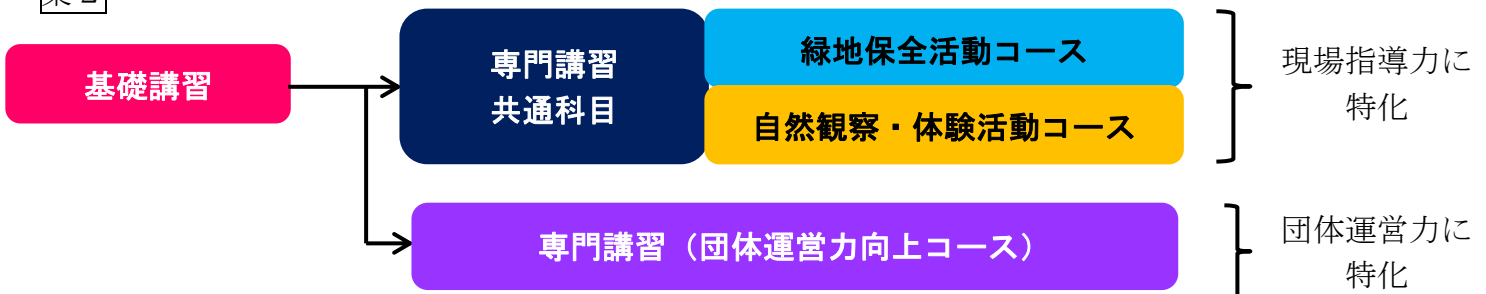 基礎講習
専門講習
共通科目
緑地保全活動コース
自然観察・体験活動コース
現場指導力に
特化
専門講習（団体運営力向上コース）
団体運営力に
特化